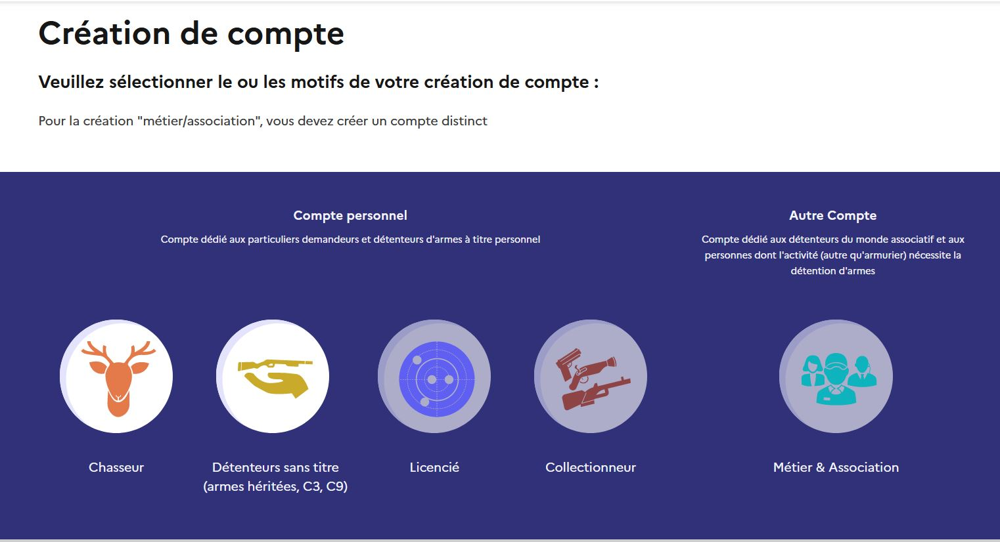 Création de compte
Veuillez sélectionner le ou les motifs de votre création de compte :
Pour la création "métier/association", vous devez créer un compte distinct
Compte personnel
Compte dédié aux particuliers demandeurs et détenteurs d'armes à titre personnel
Autre Compte
Compte dédié aux détenteurs du monde associatif et aux
personnes dont l'activité (autre qu'armurier) nécessite la
détention d'armes
Chasseur
Détenteurs sans titre
(armes héritées, C3, C9)
Licencié
Collectionneur
Métier & Association